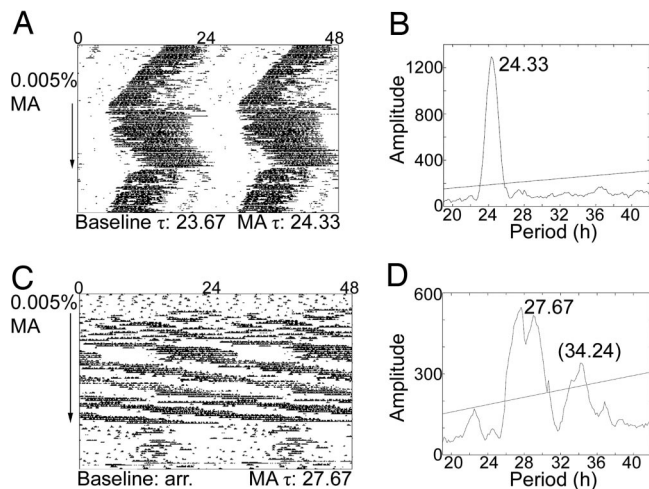 A
0 24 48
0.005%
MA
Baseline τ: 23.67 MA τ: 24.33
B
24.33
1200
800
400
0
Amplitude
20 24 28 32 36 40
Period (h)
C
0 24 48
0.005%
MA
Baseline: arr. MA τ: 27.67
D
27.67
(34.24)
600
300
0
Amplitude
20 24 28 32 36 40
Period (h)